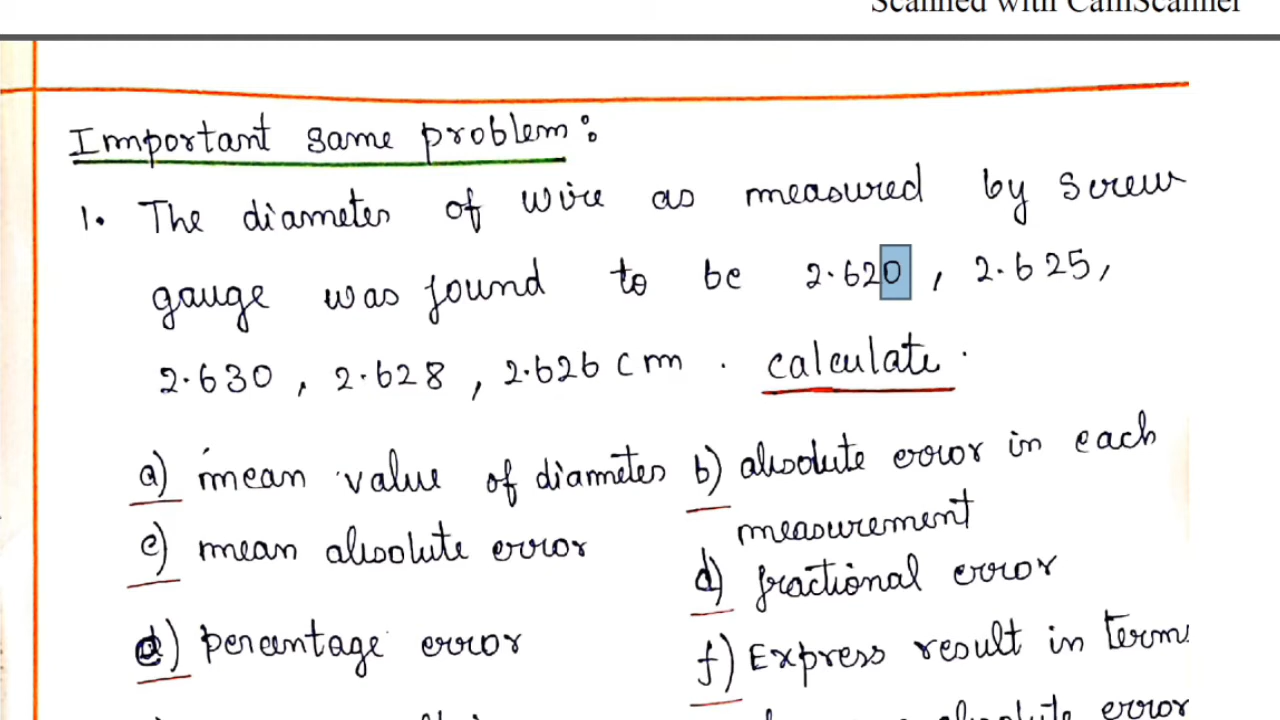 Scanned with CamScanner
Important same problem:
1. The diameter of wire as measured by screw
gauge was found to be 2.620, 2.625,
2.630, 2.628, 2.626 cm. calculate.
a) mean value of diameter b) absolute error in each
measurement
c) mean absolute error
d) fractional error
e) percentage error
f) Express result in terms
absolute error